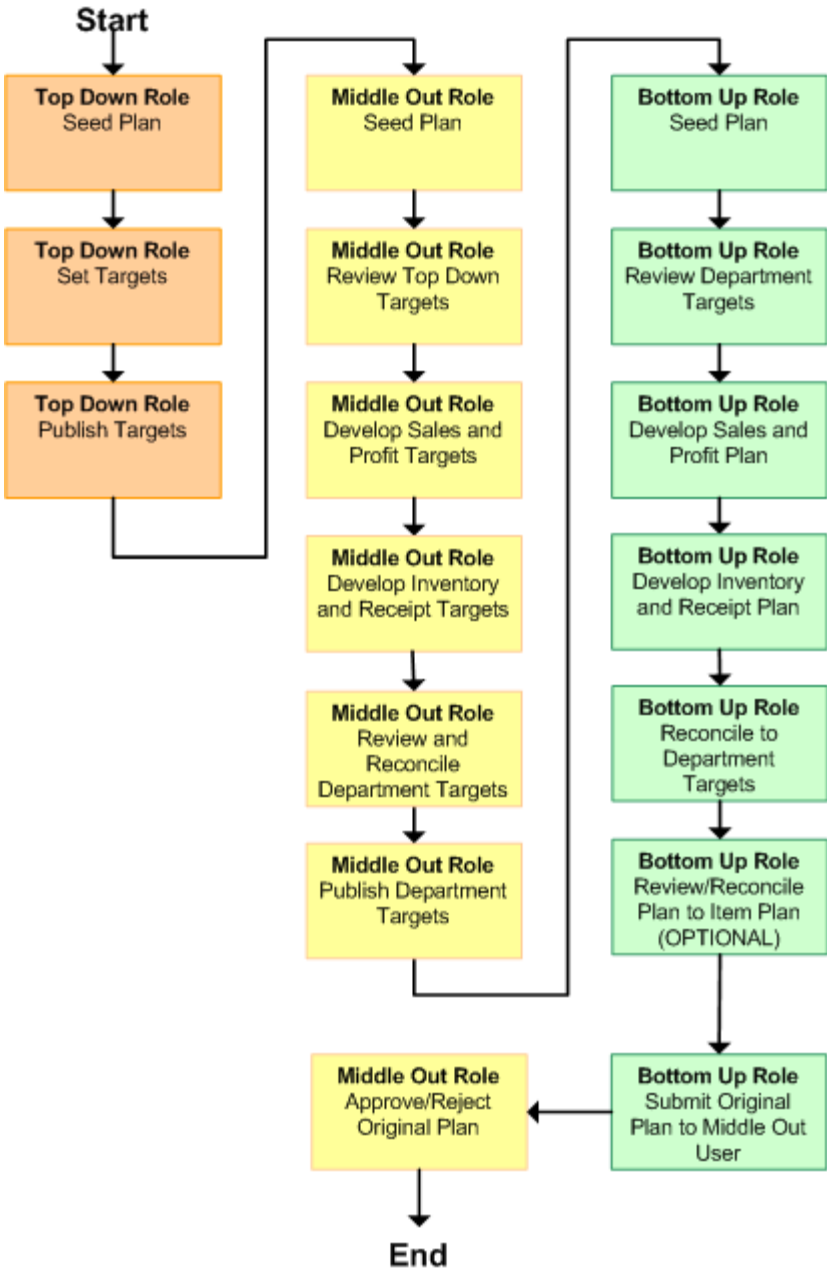 Start
Top Down Role
Seed Plan
Top Down Role
Set Targets
Top Down Role
Publish Targets
Middle Out Role
Seed Plan
Middle Out Role
Review Top Down
Targets
Middle Out Role
Develop Sales and
Profit Targets
Middle Out Role
Develop Inventory
and Receipt Targets
Middle Out Role
Review and
Reconcile
Department Targets
Middle Out Role
Publish Department
Targets
Bottom Up Role
Seed Plan
Bottom Up Role
Review Department
Targets
Bottom Up Role
Develop Sales and
Profit Plan
Bottom Up Role
Develop Inventory
and Receipt Plan
Bottom Up Role
Reconcile to
Department
Targets
Bottom Up Role
Review/Reconcile
Plan to Item Plan
(OPTIONAL)
Bottom Up Role
Submit Original
Plan to Middle Out
User
Middle Out Role
Approve/Reject
Original Plan
End